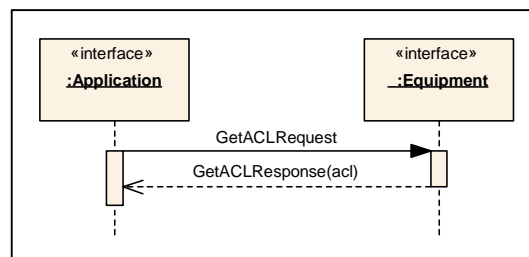 «interface»
:Application
«interface»
:Equipment
GetACLRequest
GetACLResponse(acl)